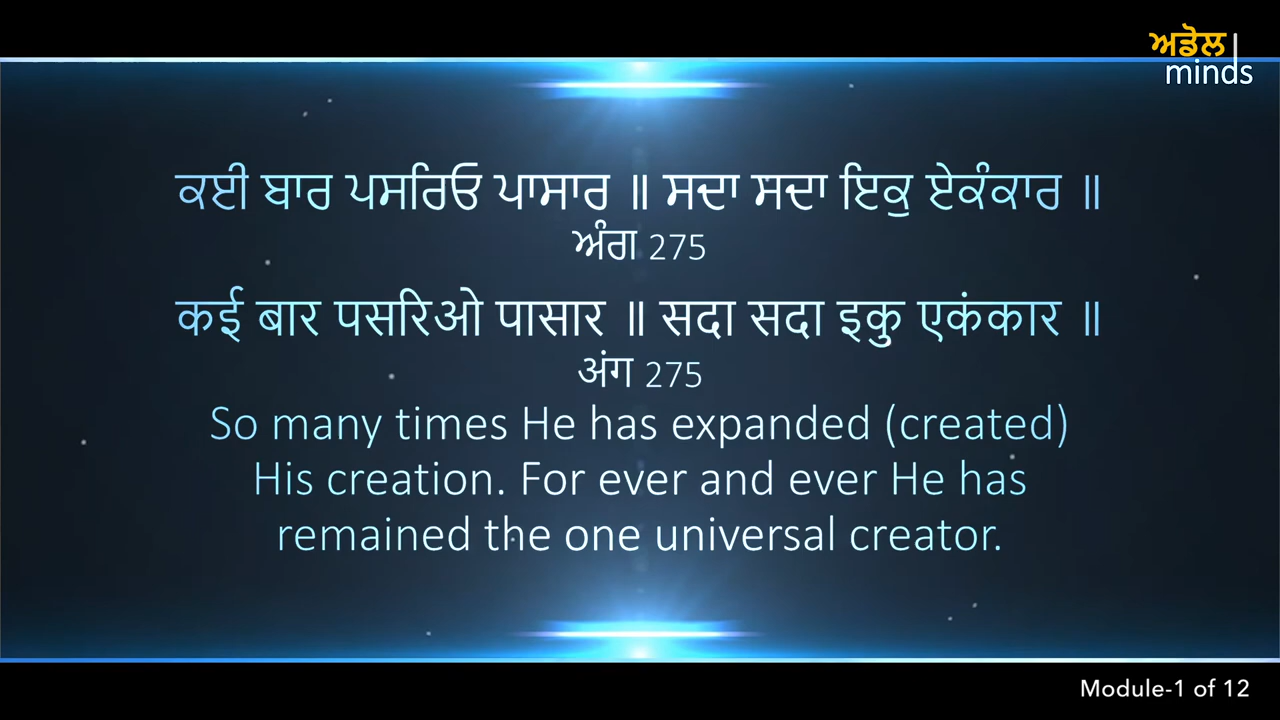 ਅਡੋਲ
minds
ਕਈ ਬਾਰ ਪਸਰਿਓ ਪਾਸਾਰ ॥ ਸਦਾ ਸਦਾ ਇਕੁ ਏਕੰਕਾਰ ॥
ਅੰਗ 275
कई बार पसरिओ पासार ॥ सदा सदा इकु एकंकार ॥
अंग 275
So many times He has expanded (created)
His creation. For ever and ever He has
remained the one universal creator.
Module-1 of 12